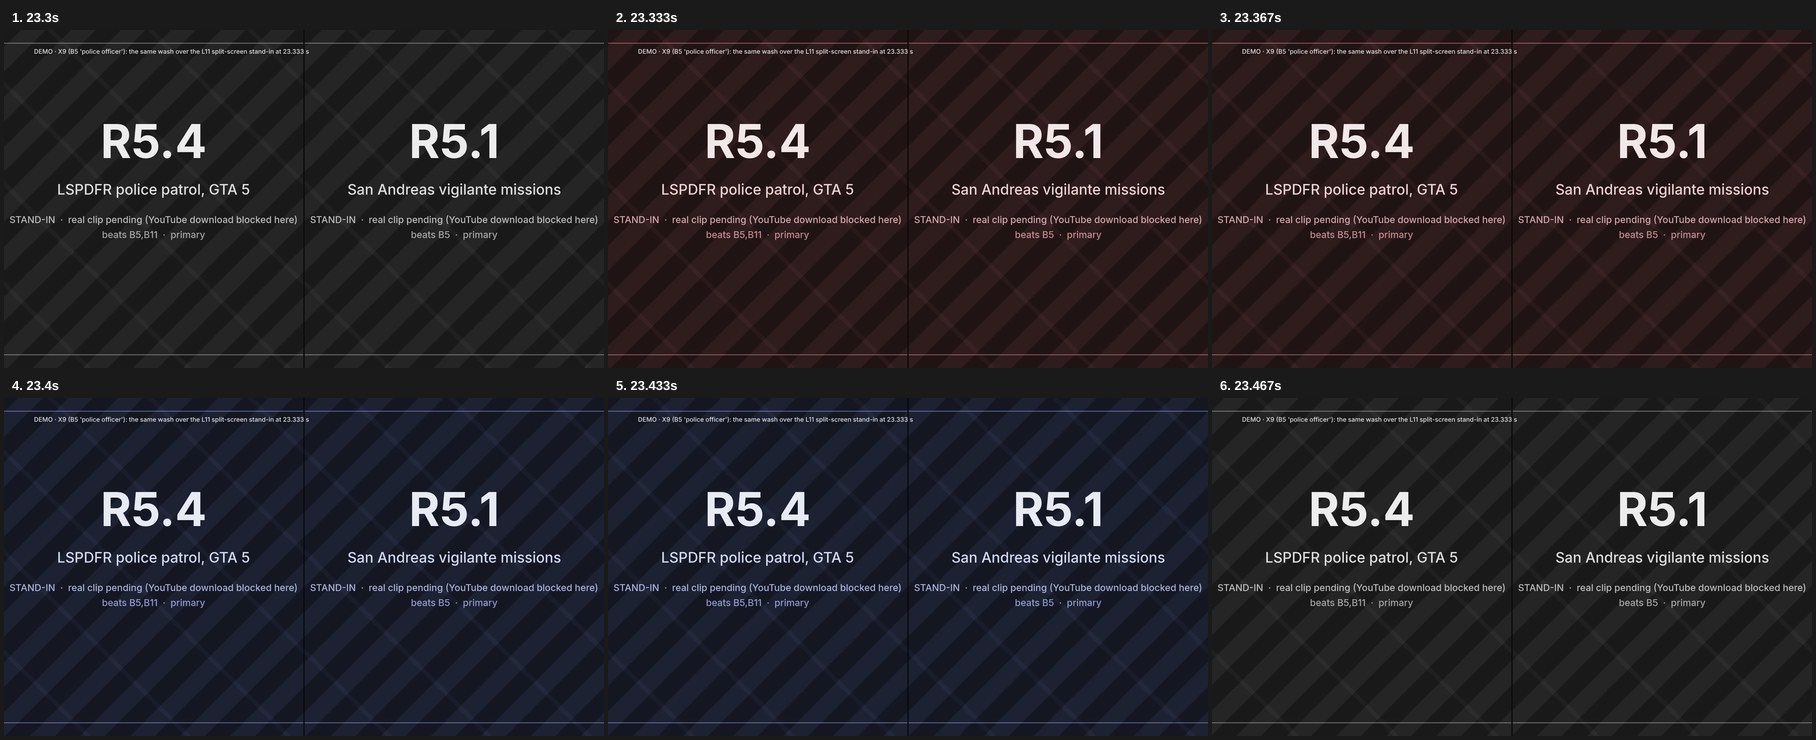 1. 23.3s
DEMO · X9 (B5 'police officer'): the same wash over the L11 split-screen stand-in at 23.333 s
R5.4
R5.1
LSPDFR police patrol, GTA 5
San Andreas vigilante missions
STAND-IN · real clip pending (YouTube download blocked here)
STAND-IN · real clip pending (YouTube download blocked here)
beats B5,B11 · primary
beats B5 · primary
2. 23.333s
DEMO · X9 (B5 'police officer'): the same wash over the L11 split-screen stand-in at 23.333 s
R5.4
R5.1
LSPDFR police patrol, GTA 5
San Andreas vigilante missions
STAND-IN · real clip pending (YouTube download blocked here)
STAND-IN · real clip pending (YouTube download blocked here)
beats B5,B11 · primary
beats B5 · primary
3. 23.367s
DEMO · X9 (B5 'police officer'): the same wash over the L11 split-screen stand-in at 23.333 s
R5.4
R5.1
LSPDFR police patrol, GTA 5
San Andreas vigilante missions
STAND-IN · real clip pending (YouTube download blocked here)
STAND-IN · real clip pending (YouTube download blocked here)
beats B5,B11 · primary
beats B5 · primary
4. 23.4s
DEMO · X9 (B5 'police officer'): the same wash over the L11 split-screen stand-in at 23.333 s
R5.4
R5.1
LSPDFR police patrol, GTA 5
San Andreas vigilante missions
STAND-IN · real clip pending (YouTube download blocked here)
STAND-IN · real clip pending (YouTube download blocked here)
beats B5,B11 · primary
beats B5 · primary
5. 23.433s
DEMO · X9 (B5 'police officer'): the same wash over the L11 split-screen stand-in at 23.333 s
R5.4
R5.1
LSPDFR police patrol, GTA 5
San Andreas vigilante missions
STAND-IN · real clip pending (YouTube download blocked here)
STAND-IN · real clip pending (YouTube download blocked here)
beats B5,B11 · primary
beats B5 · primary
6. 23.467s
DEMO · X9 (B5 'police officer'): the same wash over the L11 split-screen stand-in at 23.333 s
R5.4
R5.1
LSPDFR police patrol, GTA 5
San Andreas vigilante missions
STAND-IN · real clip pending (YouTube download blocked here)
STAND-IN · real clip pending (YouTube download blocked here)
beats B5,B11 · primary
beats B5 · primary